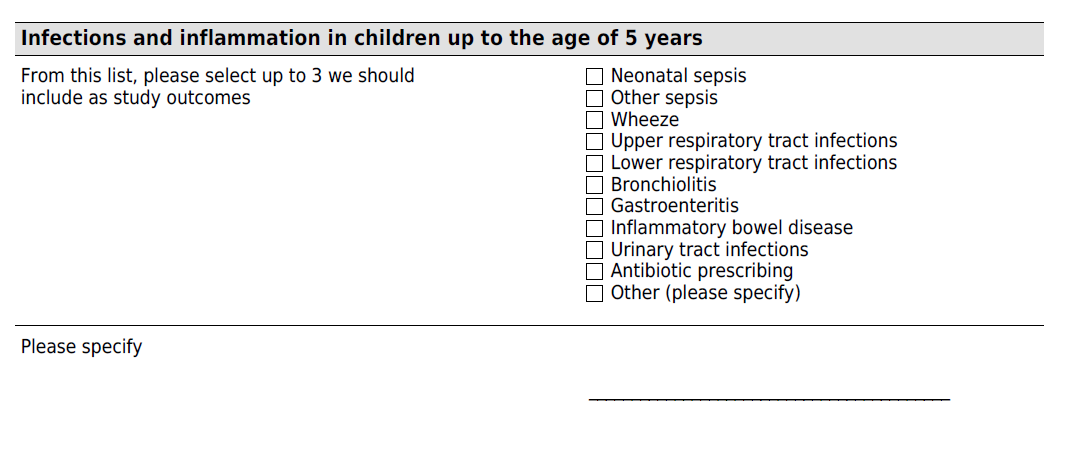 Infections and inflammation in children up to the age of 5 years
From this list, please select up to 3 we should
include as study outcomes
Neonatal sepsis
Other sepsis
Wheeze
Upper respiratory tract infections
Lower respiratory tract infections
Bronchiolitis
Gastroenteritis
Inflammatory bowel disease
Urinary tract infections
Antibiotic prescribing
Other (please specify)
Please specify